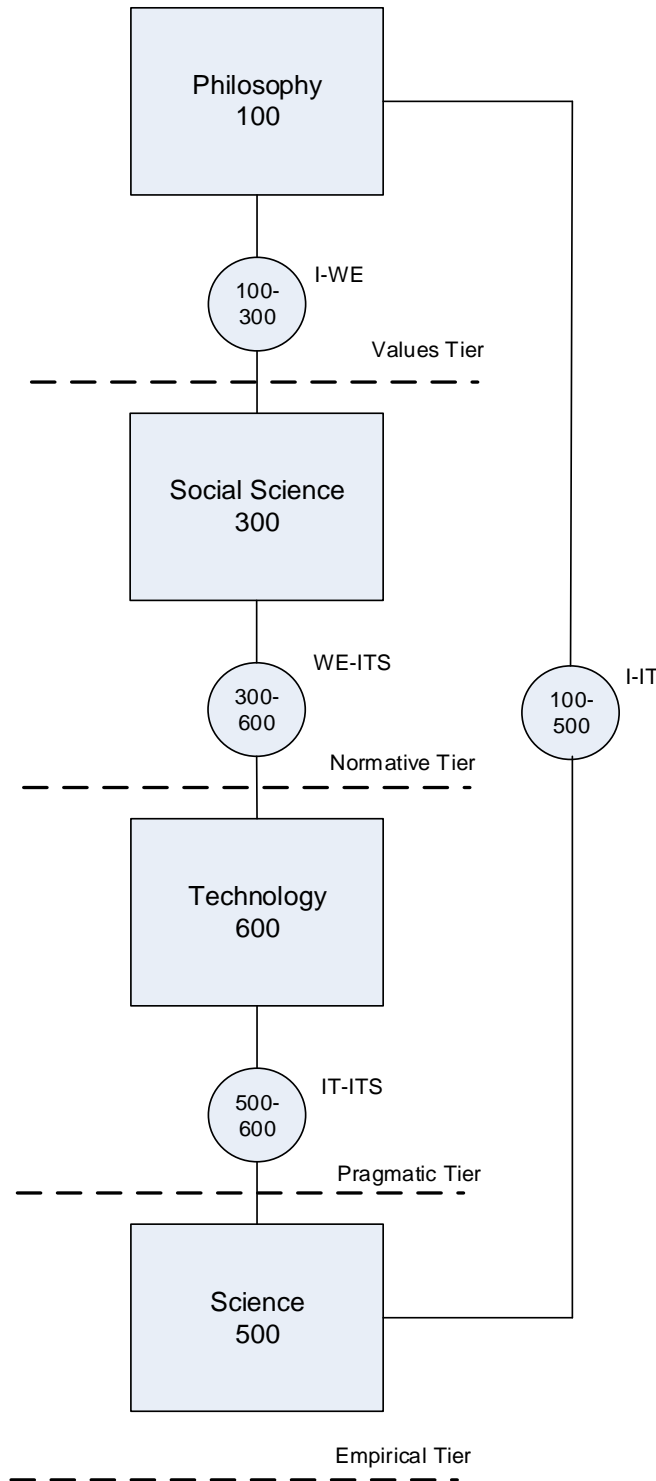 Philosophy
100
I-WE
100-
300
Values Tier
Social Science
300
WE-ITS
300-
600
I-IT
100-
500
Normative Tier
Technology
600
IT-ITS
500-
600
Pragmatic Tier
Science
500
Empirical Tier